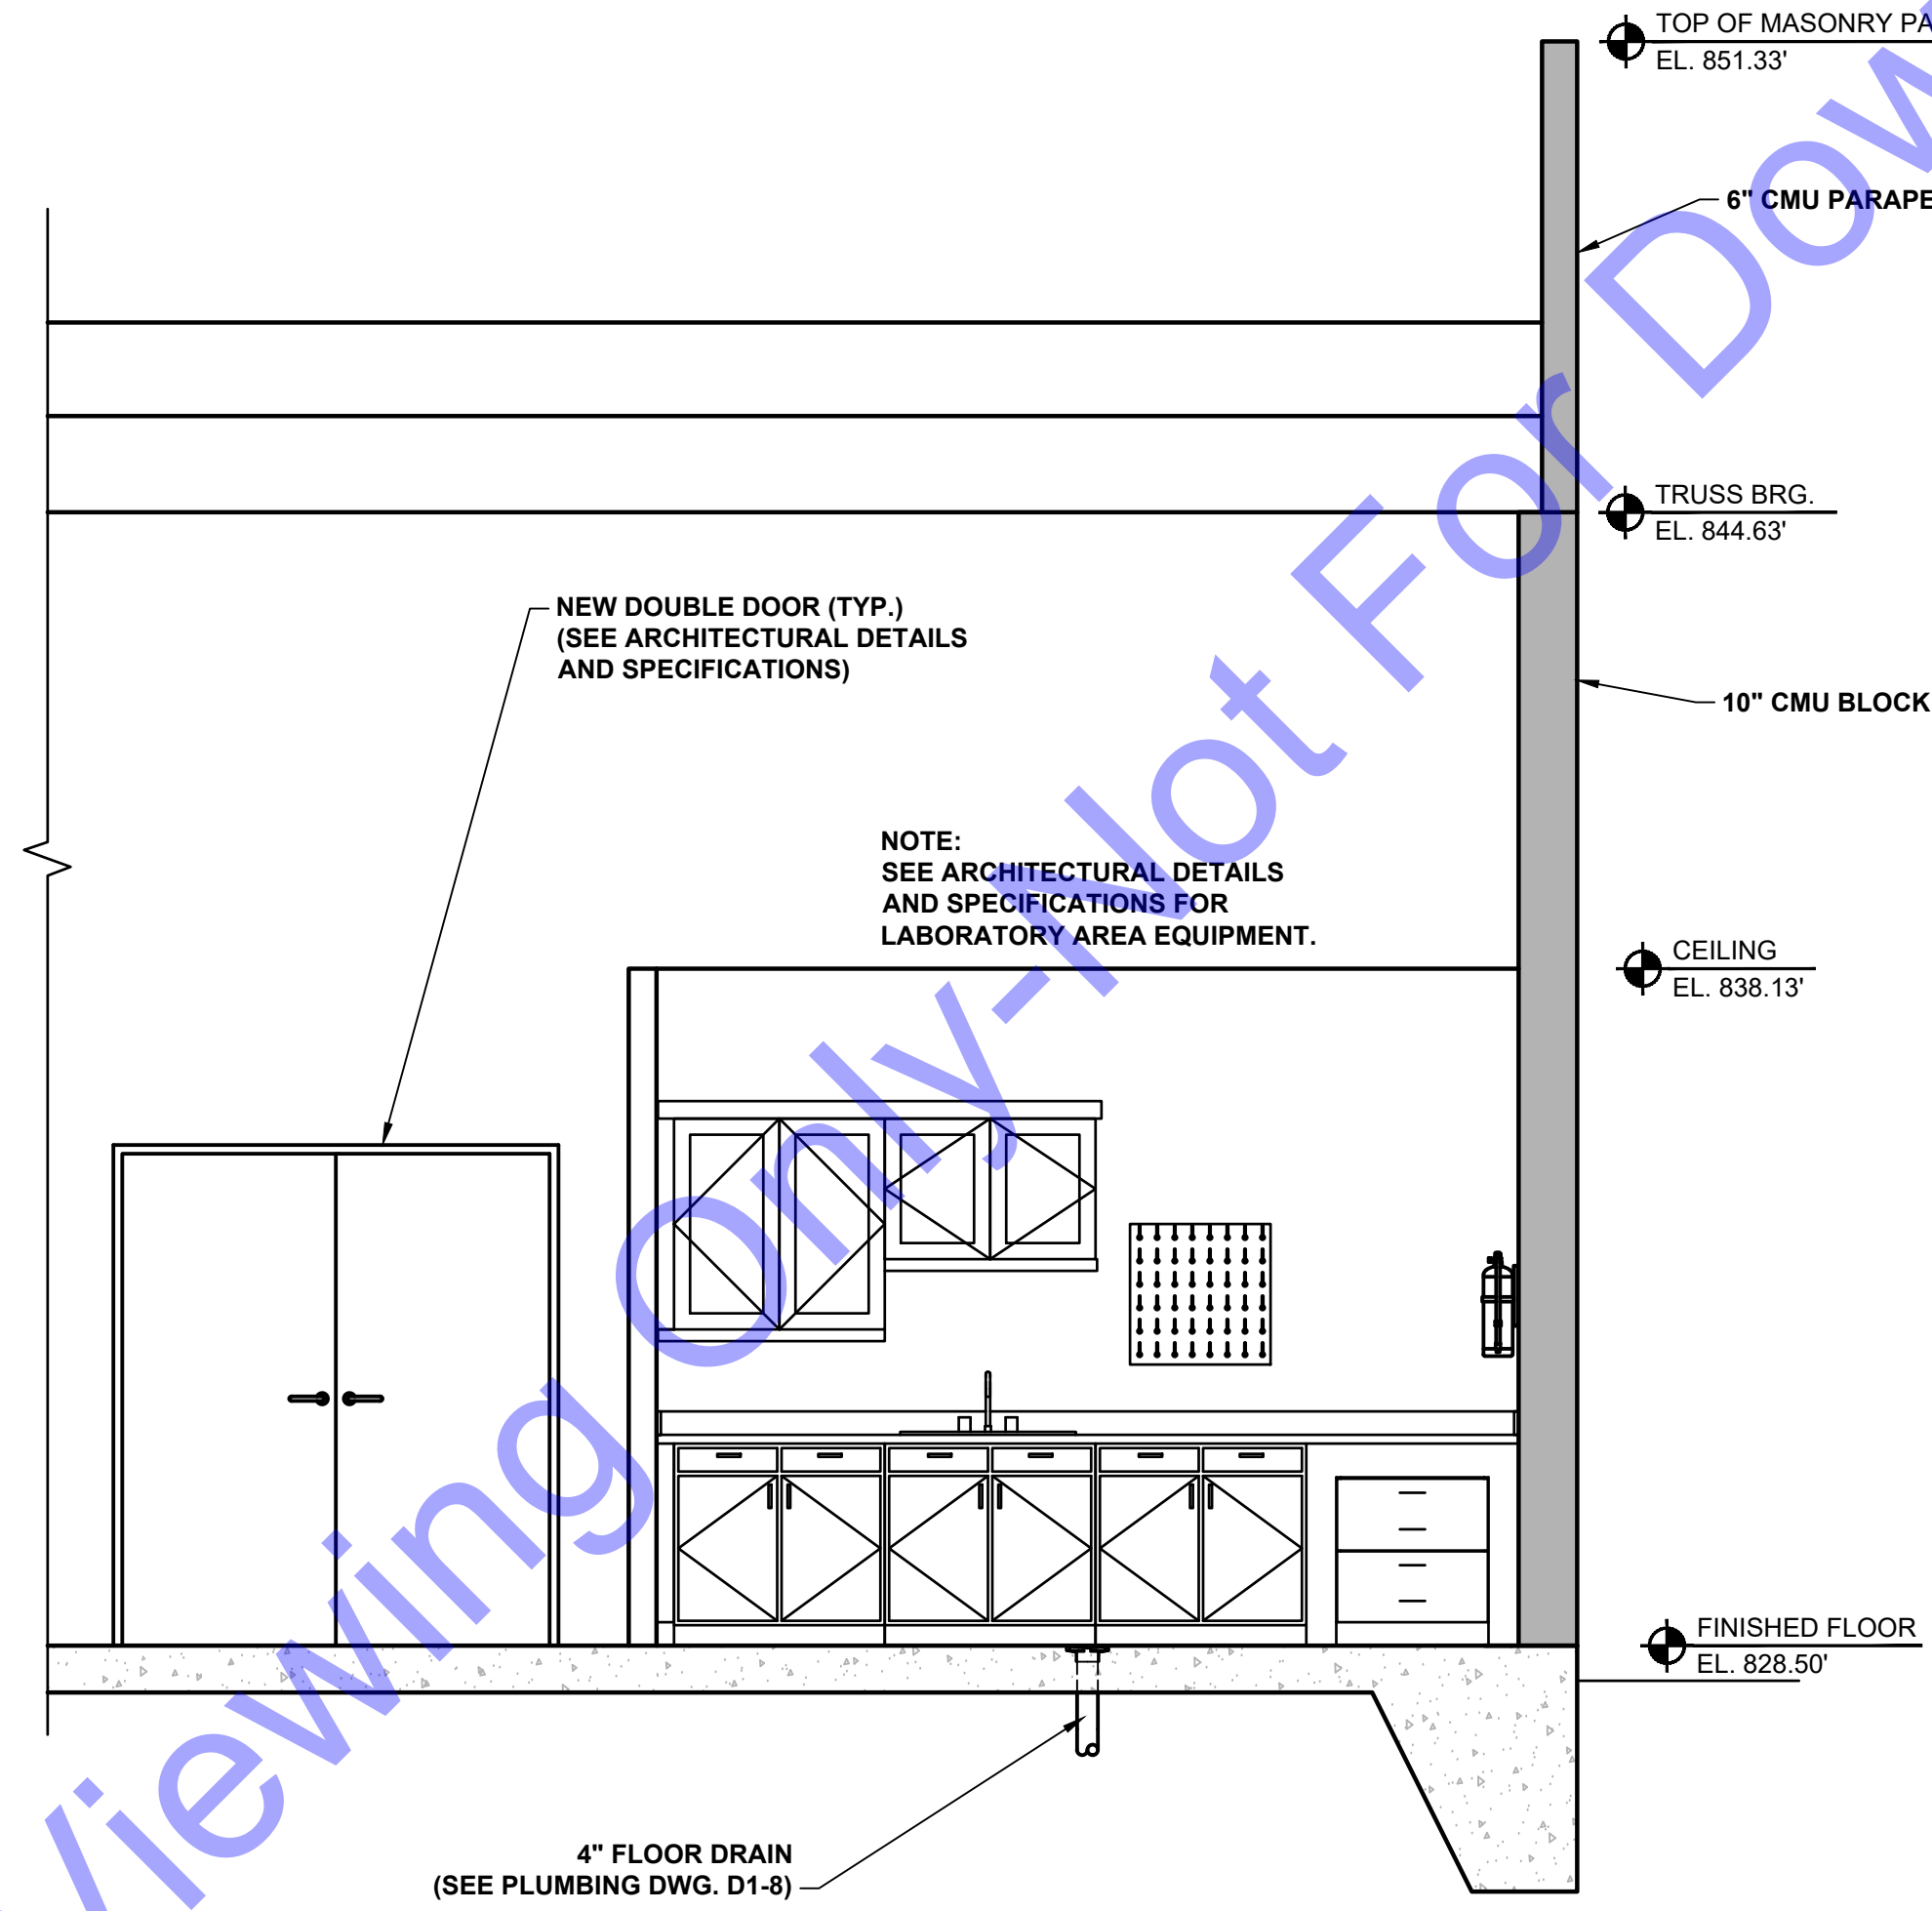 TOP OF MASONRY PA
EL. 851.33'
6" CMU PARAPE
TRUSS BRG.
EL. 844.63'
NEW DOUBLE DOOR (TYP.)
(SEE ARCHITECTURAL DETAILS
AND SPECIFICATIONS)
10" CMU BLOCK
NOTE:
SEE ARCHITECTURAL DETAILS
AND SPECIFICATIONS FOR
LABORATORY AREA EQUIPMENT.
CEILING
EL. 838.13'
FINISHED FLOOR
EL. 828.50'
4" FLOOR DRAIN
(SEE PLUMBING DWG. D1-8)
Viewing Only-Not For Dow